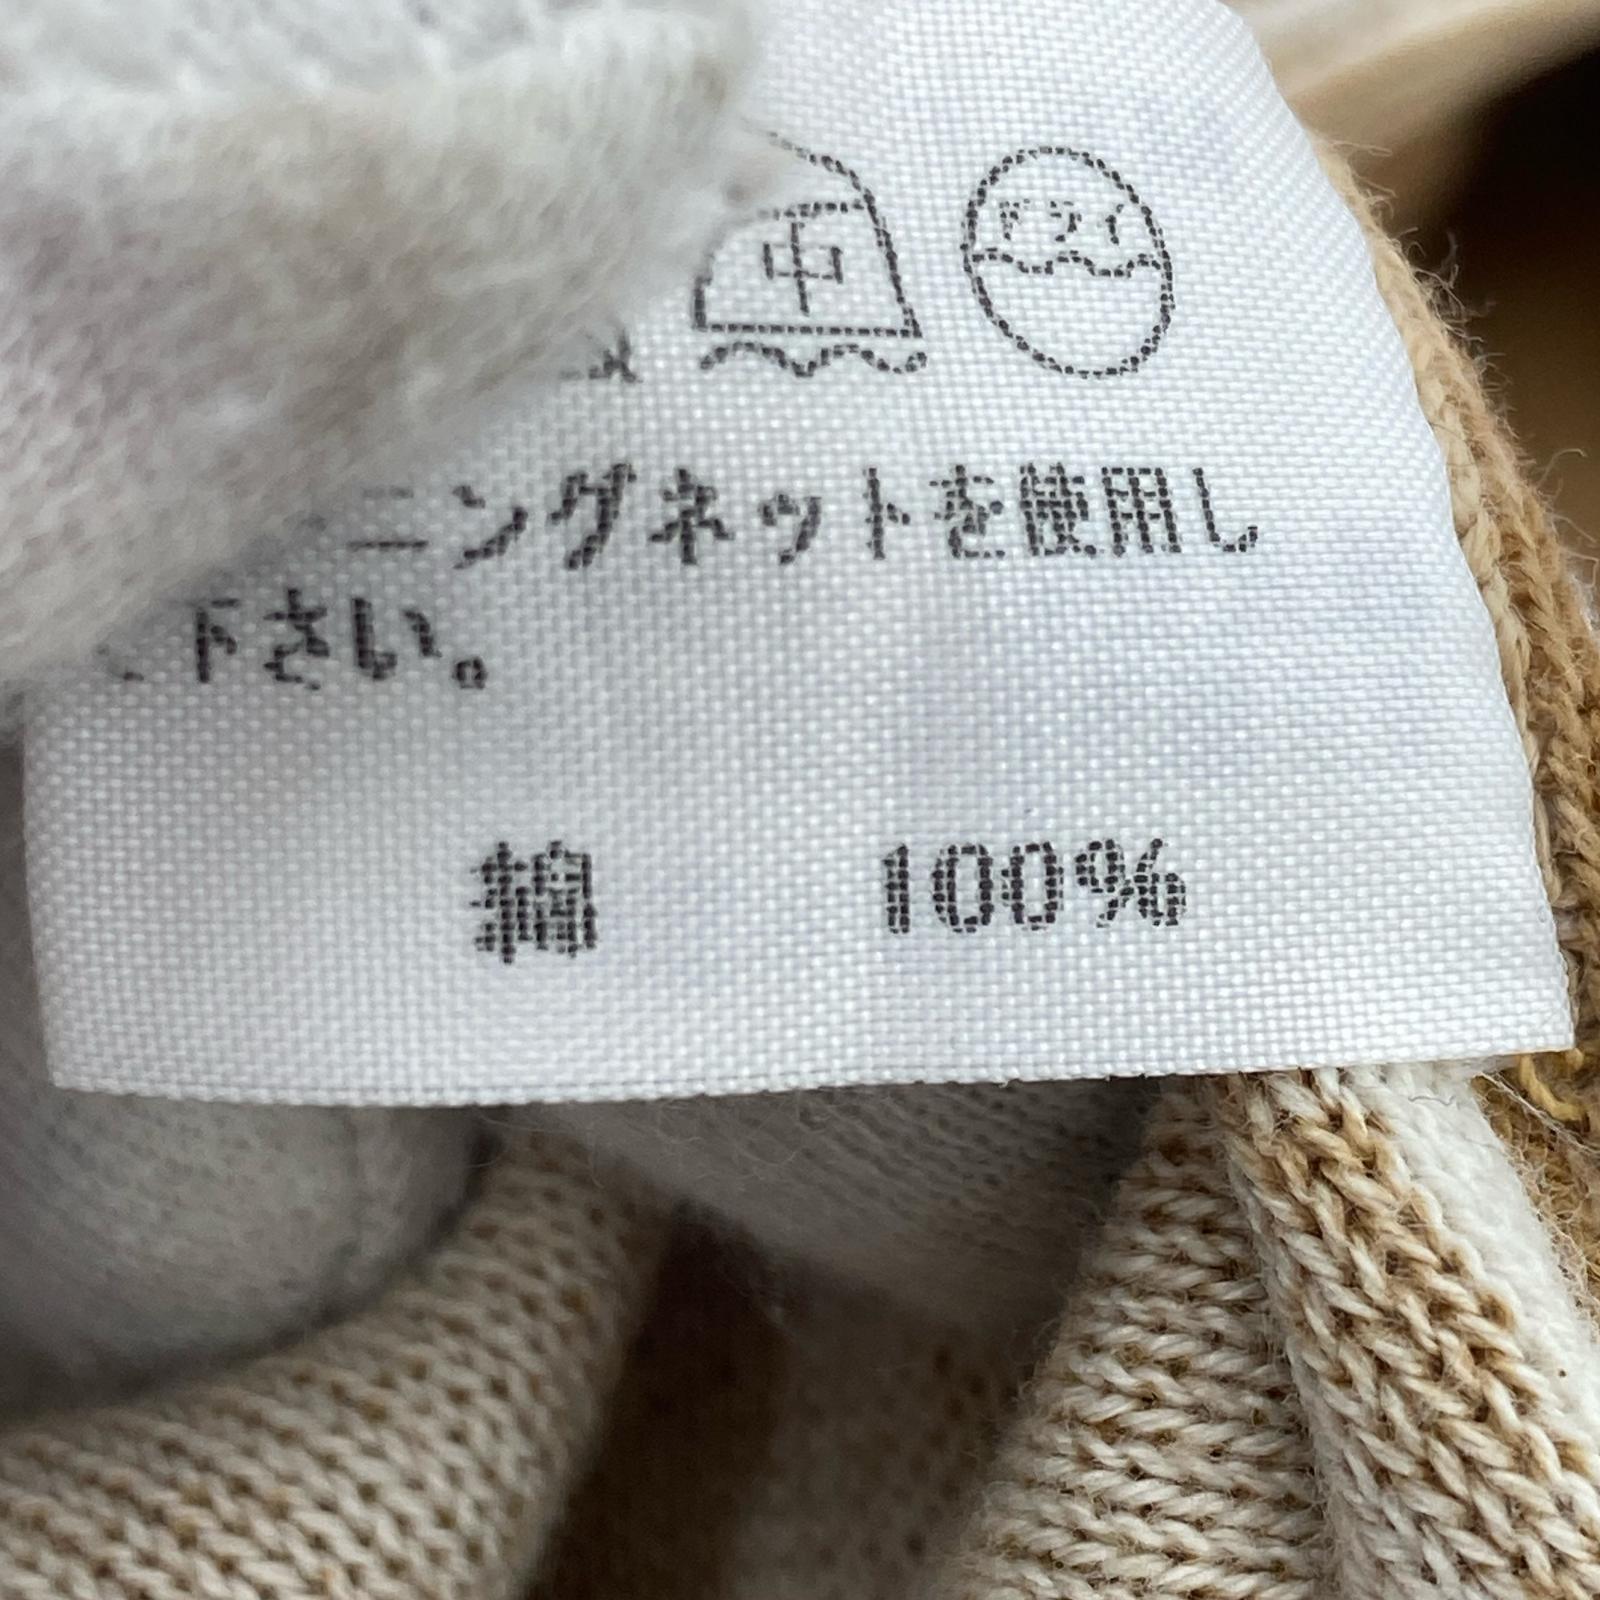 中 ドライ
ニングネットを使用し
下さい。
綿 100%